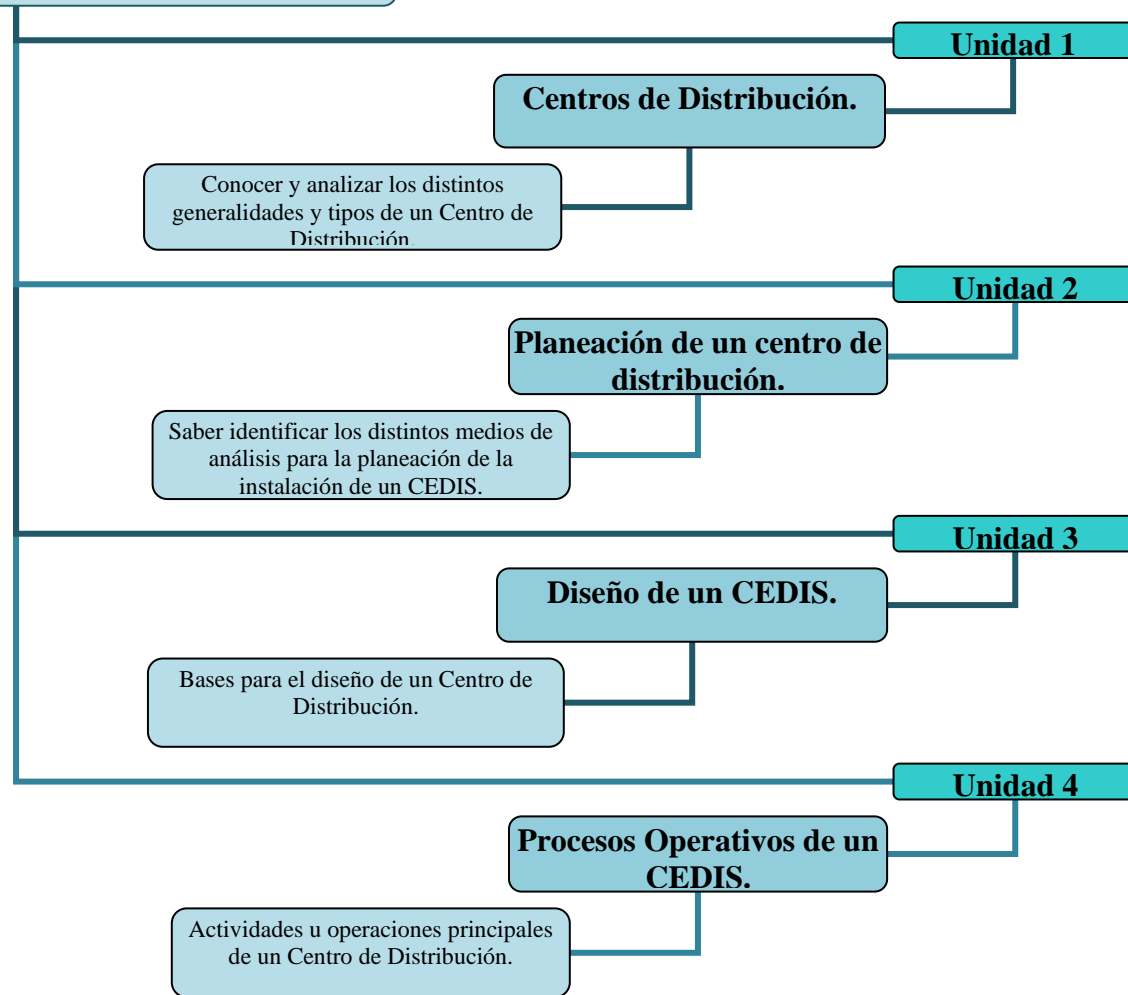 Unidad 1
Centros de Distribución.
Conocer y analizar los distintos
generalidades y tipos de un Centro de
Distribución.
Unidad 2
Planeación de un centro de
distribución.
Saber identificar los distintos medios de
análisis para la planeación de la
instalación de un CEDIS.
Unidad 3
Diseño de un CEDIS.
Bases para el diseño de un Centro de
Distribución.
Unidad 4
Procesos Operativos de un
CEDIS.
Actividades u operaciones principales
de un Centro de Distribución.